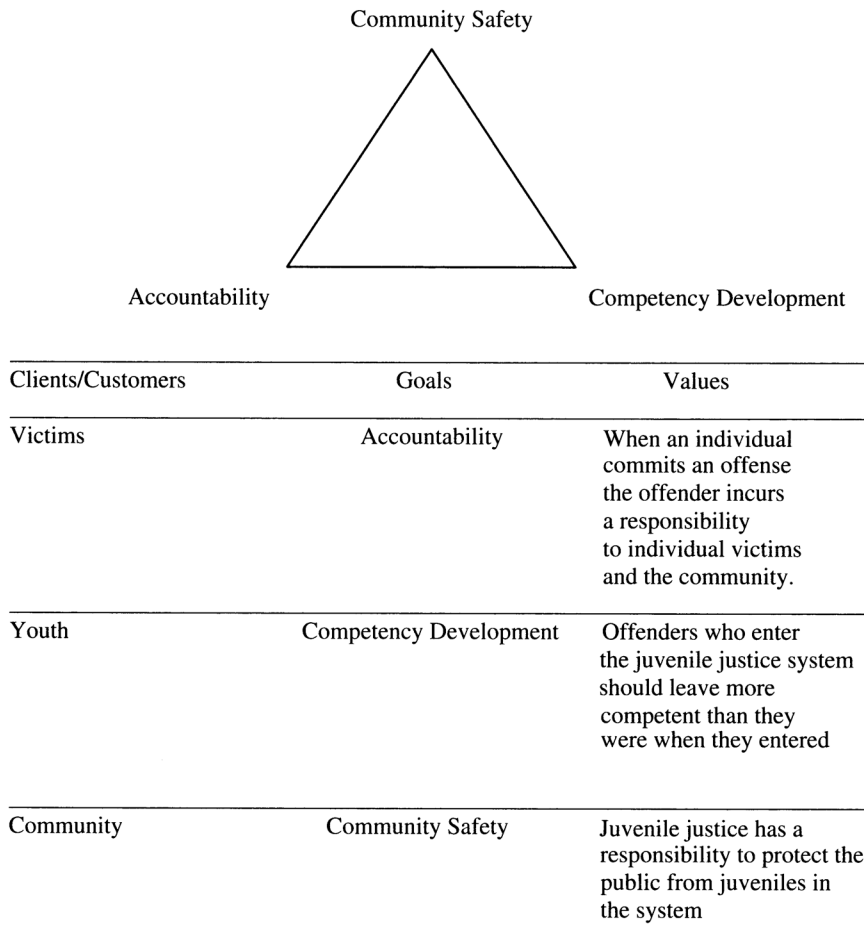 Community Safety
Accountability
Competency Development
Clients/Customers Goals Values
Victims Accountability When an individual
commits an offense
the offender incurs
a responsibility
to individual victims
and the community.
Youth Competency Development Offenders who enter
the juvenile justice system
should leave more
competent than they
were when they entered
Community Community Safety Juvenile justice has a
responsibility to protect the
public from juveniles in
the system